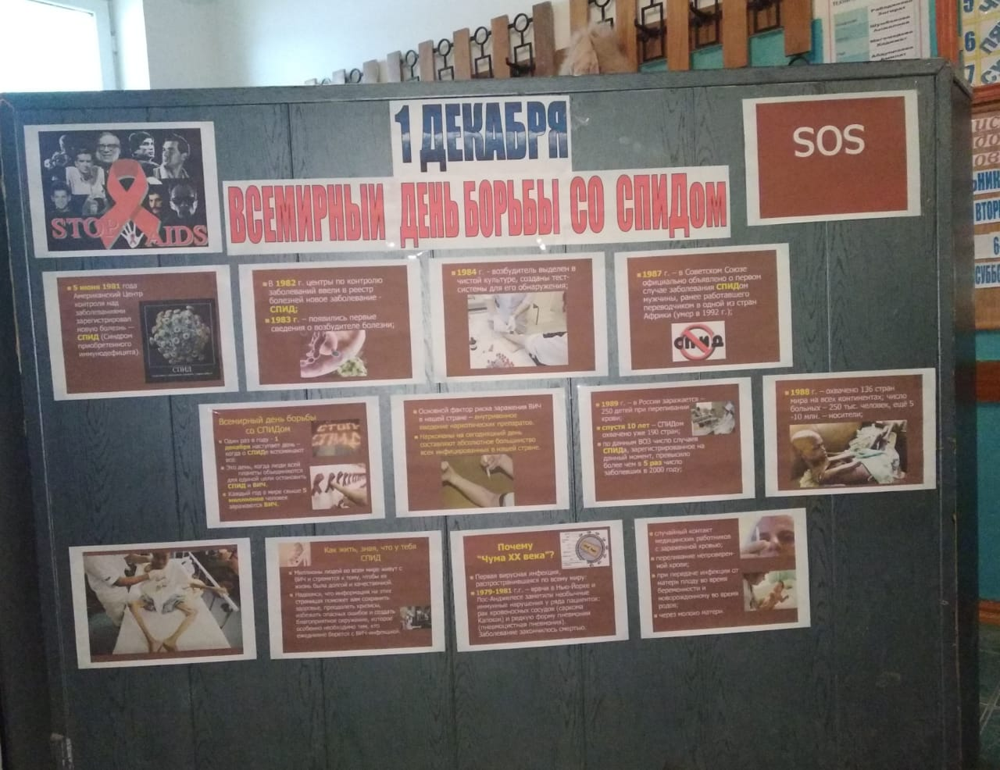 1 ДЕКАБРЯ
ВСЕМИРНЫЙ ДЕНЬ БОРЬБЫ СО СПИДом
STOP AIDS
SOS
5 июня 1981 года
Американский Центр
контроля над
заболеваниями
зарегистрировал
новую болезнь –
СПИД (Синдром
приобретенного
иммунодефицита).
СПИД
В 1982 г. центры по контролю
заболеваний ввели в реестр
болезней новое заболевание -
СПИД;
1983 г. – появились первые
сведения о возбудителе болезни;
1984 г. - возбудитель выделен в
чистой культуре, созданы тест-
системы для его обнаружения;
1987 г. – в Советском Союзе
официально объявлено о первом
случае заболевания СПИДом
мужчины, ранее работавшего
переводчиком в одной из стран
Африки (умер в 1992 г.);
СПИД
Всемирный день борьбы
со СПИДом
Один раз в году - 1
декабря наступает день –
когда о СПИДе вспоминают
все.
Это день, когда люди всей
планеты объединяются
для единой цели остановить
СПИД и ВИЧ.
Каждый год в мире свыше 5
миллионов человек
заражаются ВИЧ.
СТОП
СПИД
Основной фактор риска заражения ВИЧ
в нашей стране – внутривенное
введение наркотических препаратов.
Наркоманы на сегодняшний день
составляют абсолютное большинство
всех инфицированных в нашей стране.
1989 г. – в России заражается –
250 детей при переливании
крови;
спустя 10 лет – СПИДом
охвачено уже 190 стран;
по данным ВОЗ число случаев
СПИДа, зарегистрированное на
данный момент, превысило
более чем в 5 раз число
заболевших в 2000 году;
1988 г. – охвачено 136 стран
мира на всех континентах; число
больных – 250 тыс. человек, ещё 5
-10 млн. – носители;
Как жить, зная, что у тебя
СПИД
Миллионы людей во всем мире живут с
ВИЧ и стремятся к тому, чтобы их
жизнь была долгой и качественной.
Надеемся, что информация на этих
страницах поможет вам сохранить
здоровье, преодолеть кризисы,
избежать опасных ошибок и создать
благоприятное окружение, которое
особенно необходимо тем, кто
ежедневно борется с ВИЧ-инфекцией.
Почему
"Чума XX века"?
Первая вирусная инфекция,
распространившаяся по всему миру:
1979-1981 г.г. – врачи в Нью-Йорке и
Лос-Анджелесе заметили необычные
иммунные нарушения у ряда пациентов:
рак кровеносных сосудов (саркома
Капоши) и редкую форму пневмонии
(пневмоцистная пневмония).
Заболевание закончилось смертью.
случайный контакт
медицинских работников
с зараженной кровью;
переливание непроверен-
ной крови;
при передаче инфекции от
матери плоду во время
беременности и
новорожденному во время
родов;
через молоко матери.
5
6
7
6